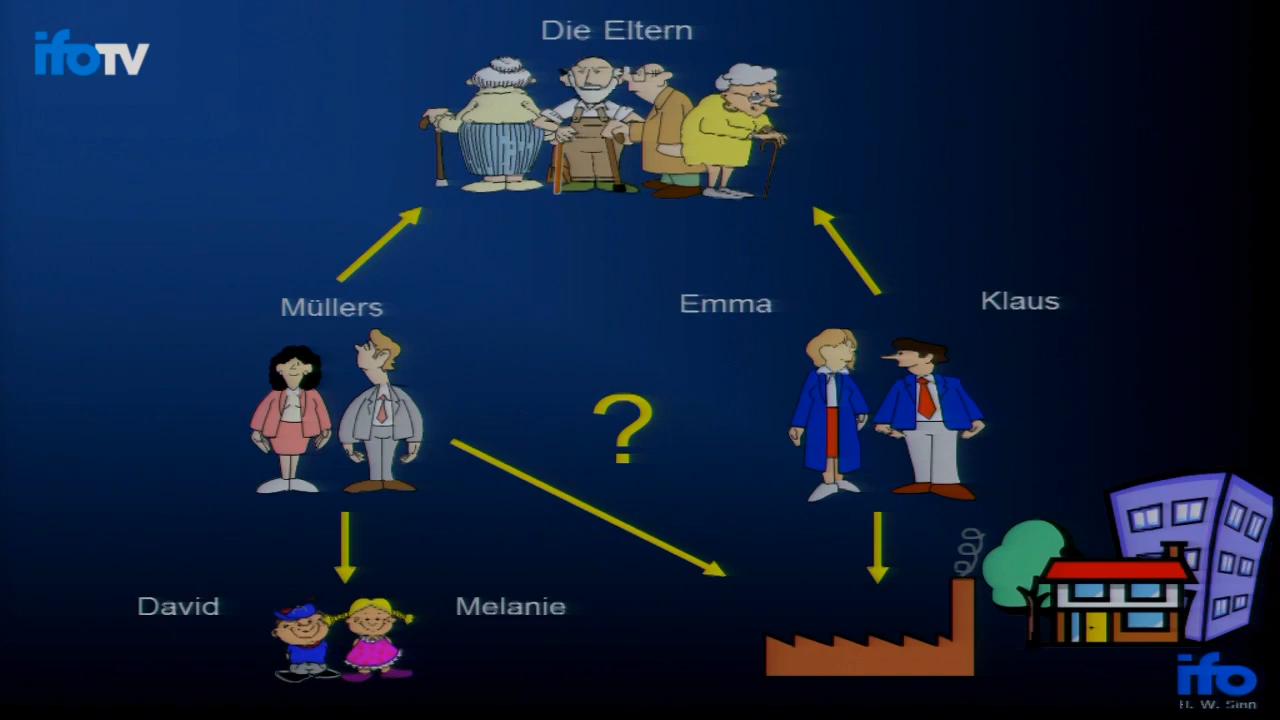 Die Eltern
ifoTV
Müllers
Emma
Klaus
?
David
Melanie
ifo
H. W. Sinn